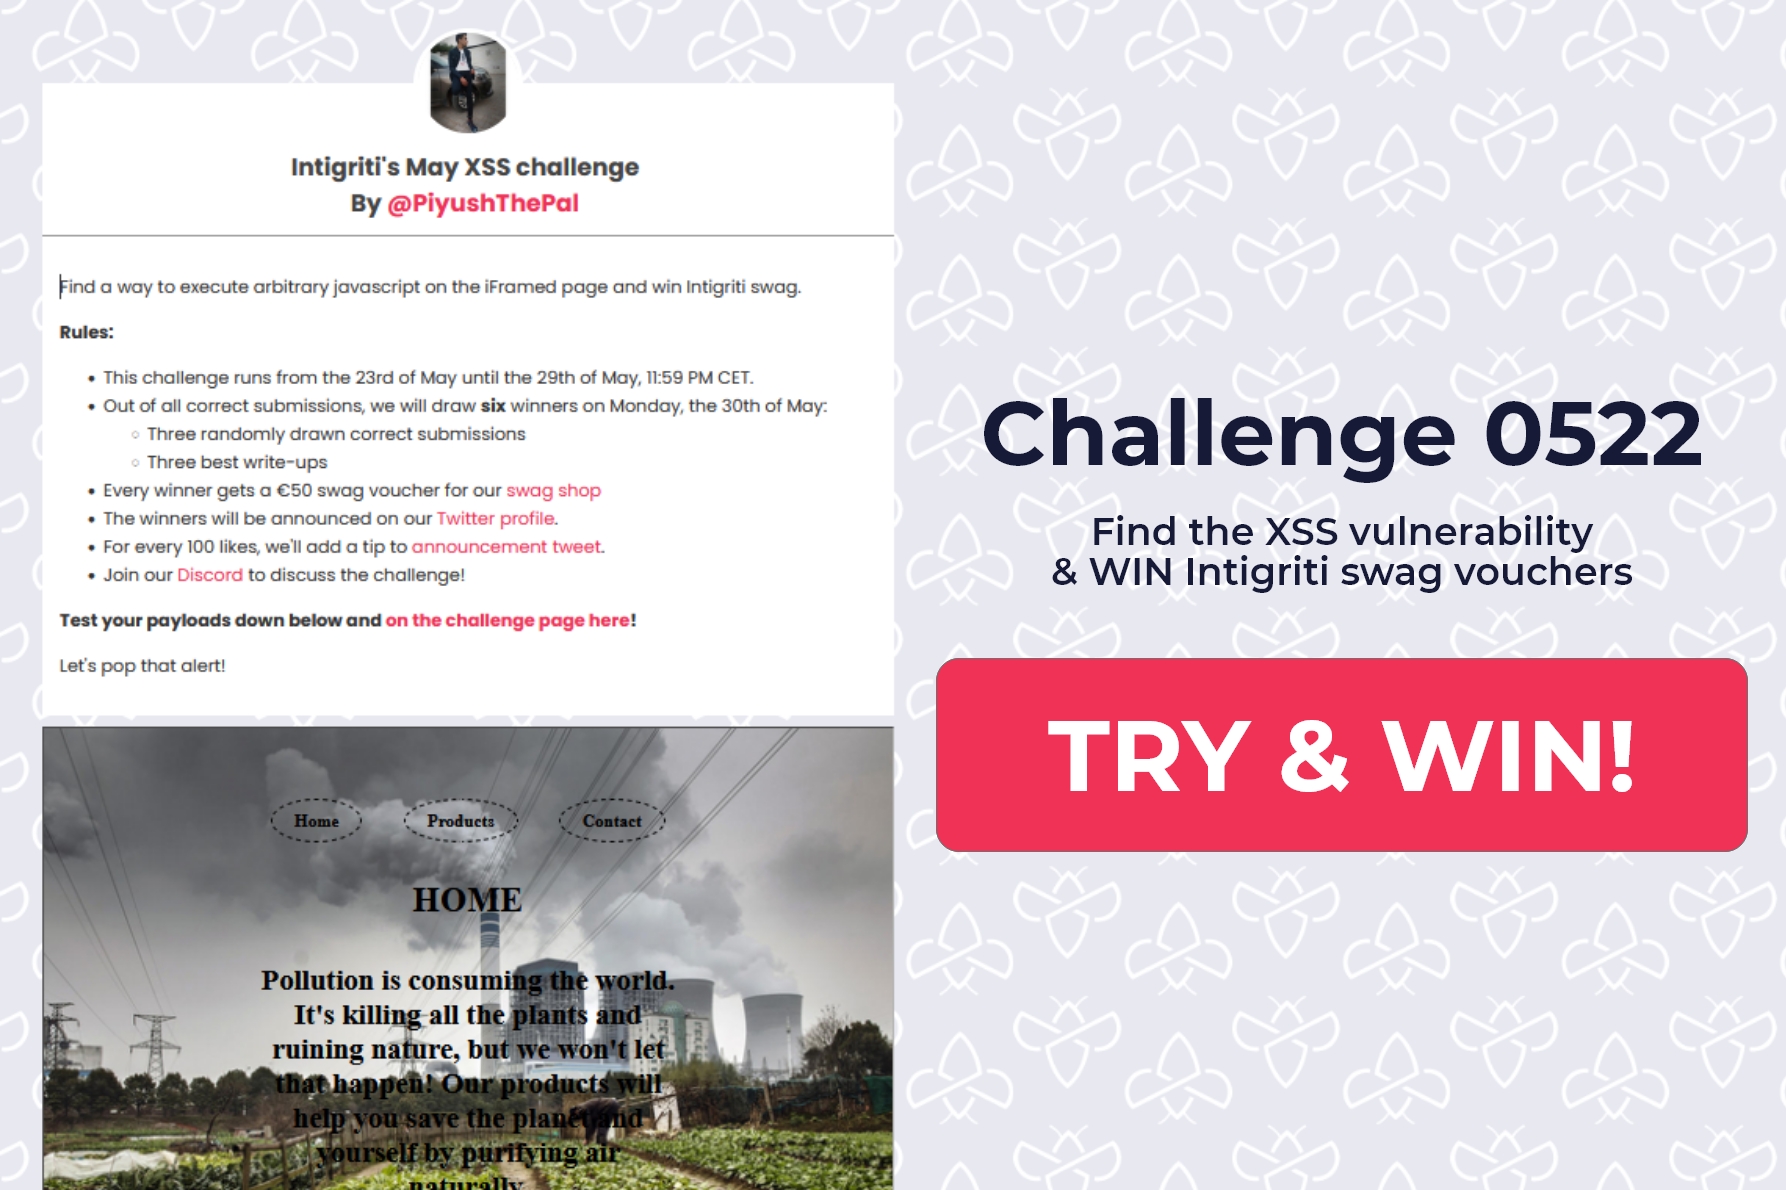 Intigriti's May XSS challenge
By @PiyushThePal
Find a way to execute arbitrary javascript on the iFramed page and win Intigriti swag.
Rules:
• This challenge runs from the 23rd of May until the 29th of May, 11:59 PM CET.
• Out of all correct submissions, we will draw six winners on Monday, the 30th of May:
◦ Three randomly drawn correct submissions
◦ Three best write-ups
• Every winner gets a €50 swag voucher for our swag shop
• The winners will be announced on our Twitter profile.
• For every 100 likes, we'll add a tip to announcement tweet.
• Join our Discord to discuss the challenge!
Test your payloads down below and on the challenge page here!
Let's pop that alert!
Home Products Contact
HOME
Pollution is consuming the world.
It's killing all the plants and
ruining nature, but we won't let
that happen! Our products will
help you save the planet and
yourself by purifying air
naturally
Challenge 0522
Find the XSS vulnerability
& WIN Intigriti swag vouchers
TRY & WIN!